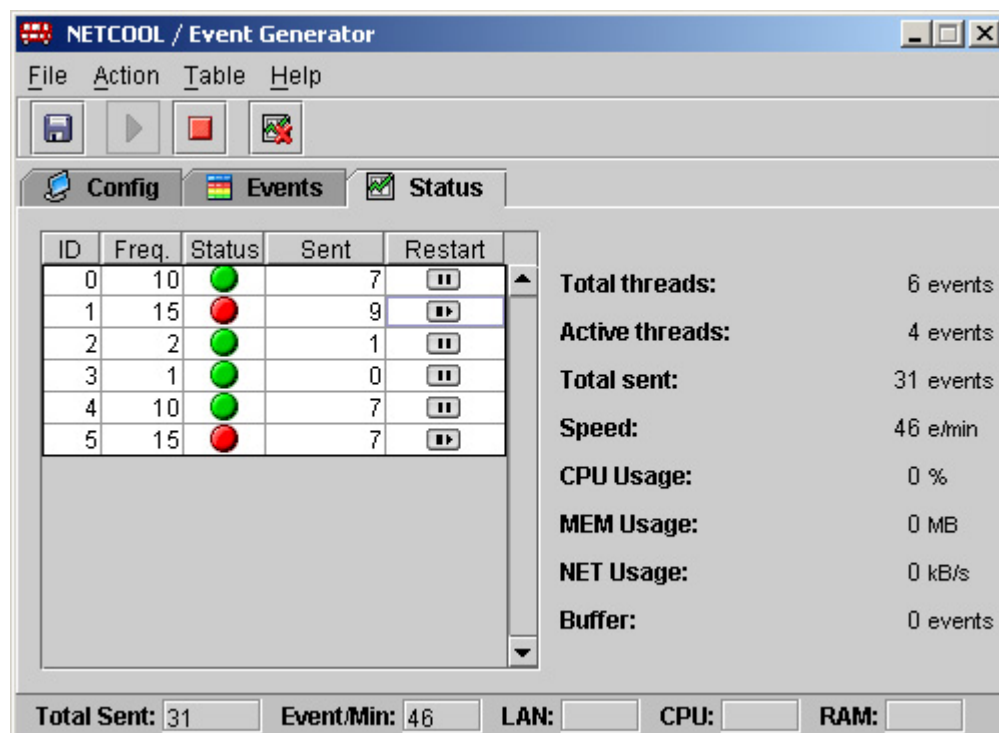 NETCOOL / Event Generator
File Action Table Help
Config Events Status
ID Freq. Status Sent Restart
0 10 7
1 15 9
2 2 1
3 1 0
4 10 7
5 15 7
Total threads: 6 events
Active threads: 4 events
Total sent: 31 events
Speed: 46 e/min
CPU Usage: 0 %
MEM Usage: 0 MB
NET Usage: 0 kB/s
Buffer: 0 events
Total Sent: 31 Event/Min: 46 LAN: CPU: RAM: